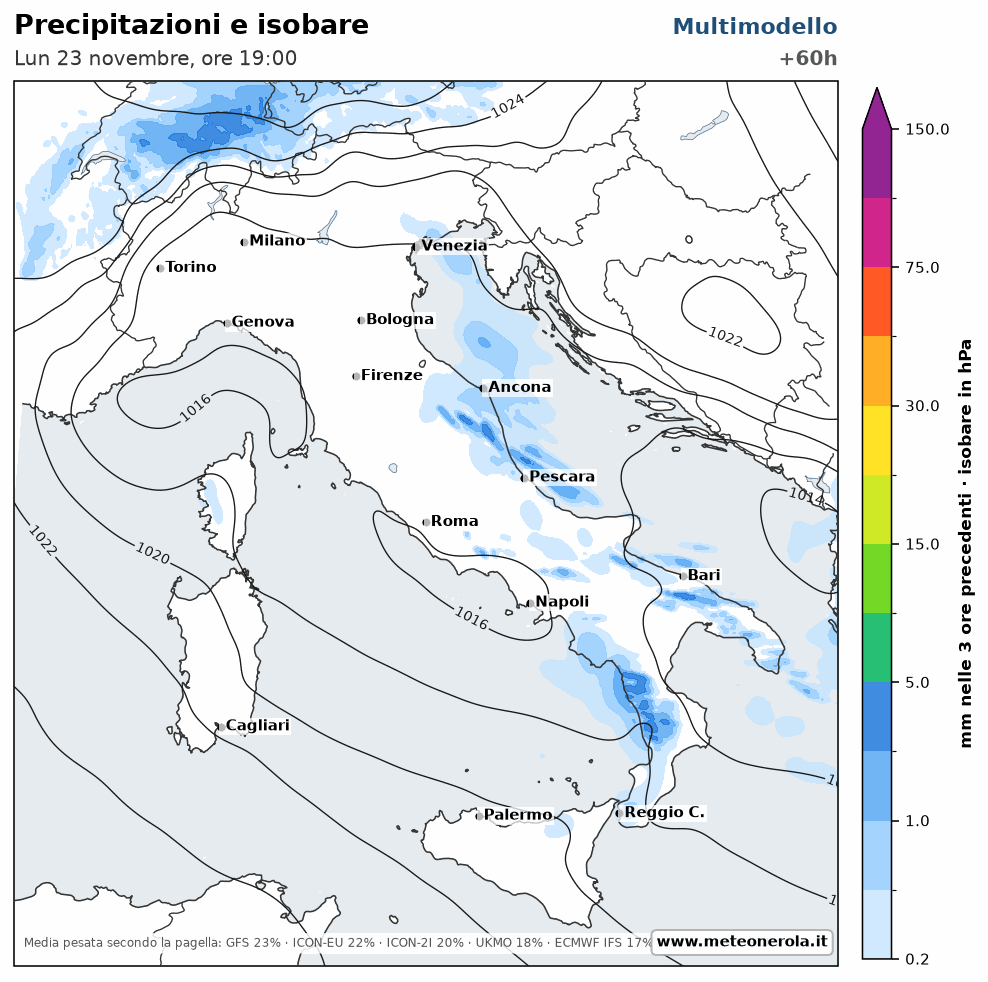 Precipitazioni e isobare
Multimodello
Lun 23 novembre, ore 19:00
+60h
1024
150.0
Milano
Venezia
Torino
75.0
Genova
Bologna
1022
Firenze
Ancona
30.0
1016
Pescara
1014
Roma
1022
1020
15.0
Bari
Napoli
1016
5.0
Cagliari
Palermo
Reggio C.
1.0
0.2
mm nelle 3 ore precedenti · isobare in hPa
Media pesata secondo la pagella: GFS 23% · ICON-EU 22% · ICON-2I 20% · UKMO 18% · ECMWF IFS 17%
www.meteonerola.it